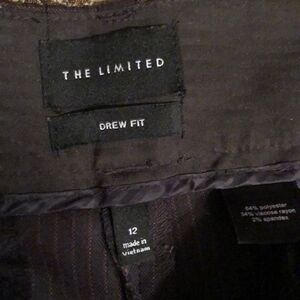 THE LIMITED
DREW FIT
12
made in
Vietnam
64% polyester
34% viscose rayon
2% spandex